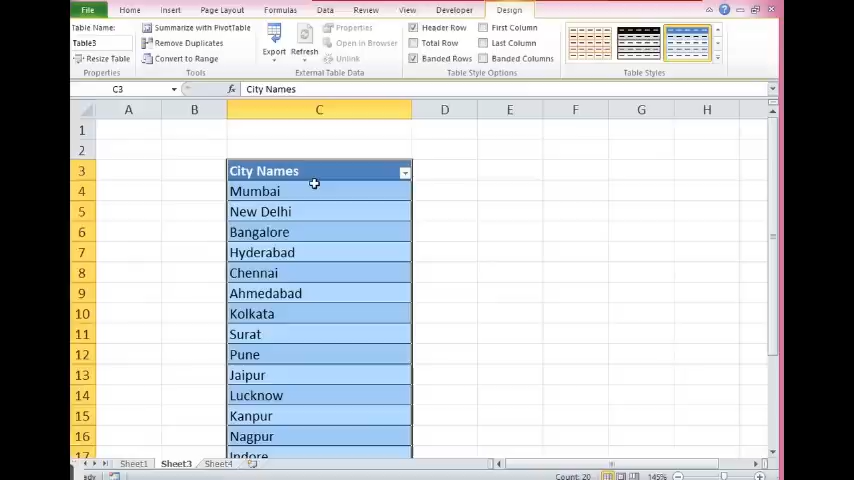 File Home Insert Page Layout Formulas Data Review View Developer Design
Table Name: Summarize with PivotTable Properties Header Row First Column
Table3 Remove Duplicates Export Refresh Open in Browser Total Row Last Column
Resize Table Convert to Range Unlink Banded Rows Banded Columns
Properties Tools External Table Data Table Style Options Table Styles
C3 fx City Names
A B C D E F G H
1
2
3 City Names
4 Mumbai
5 New Delhi
6 Bangalore
7 Hyderabad
8 Chennai
9 Ahmedabad
10 Kolkata
11 Surat
12 Pune
13 Jaipur
14 Lucknow
15 Kanpur
16 Nagpur
17 Indore
Sheet1 Sheet3 Sheet4
Count: 20 145%